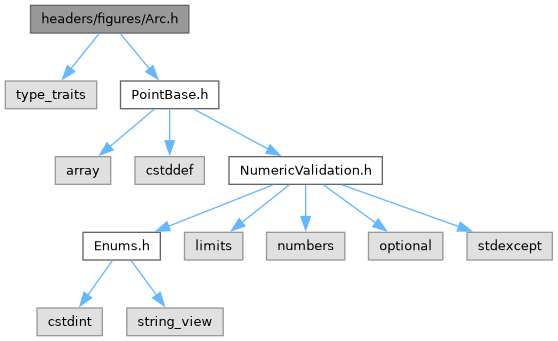 headers/figures/Arc.h
type_traits
PointBase.h
array
cstddef
NumericValidation.h
Enums.h
limits
numbers
optional
stdexcept
cstdint
string_view